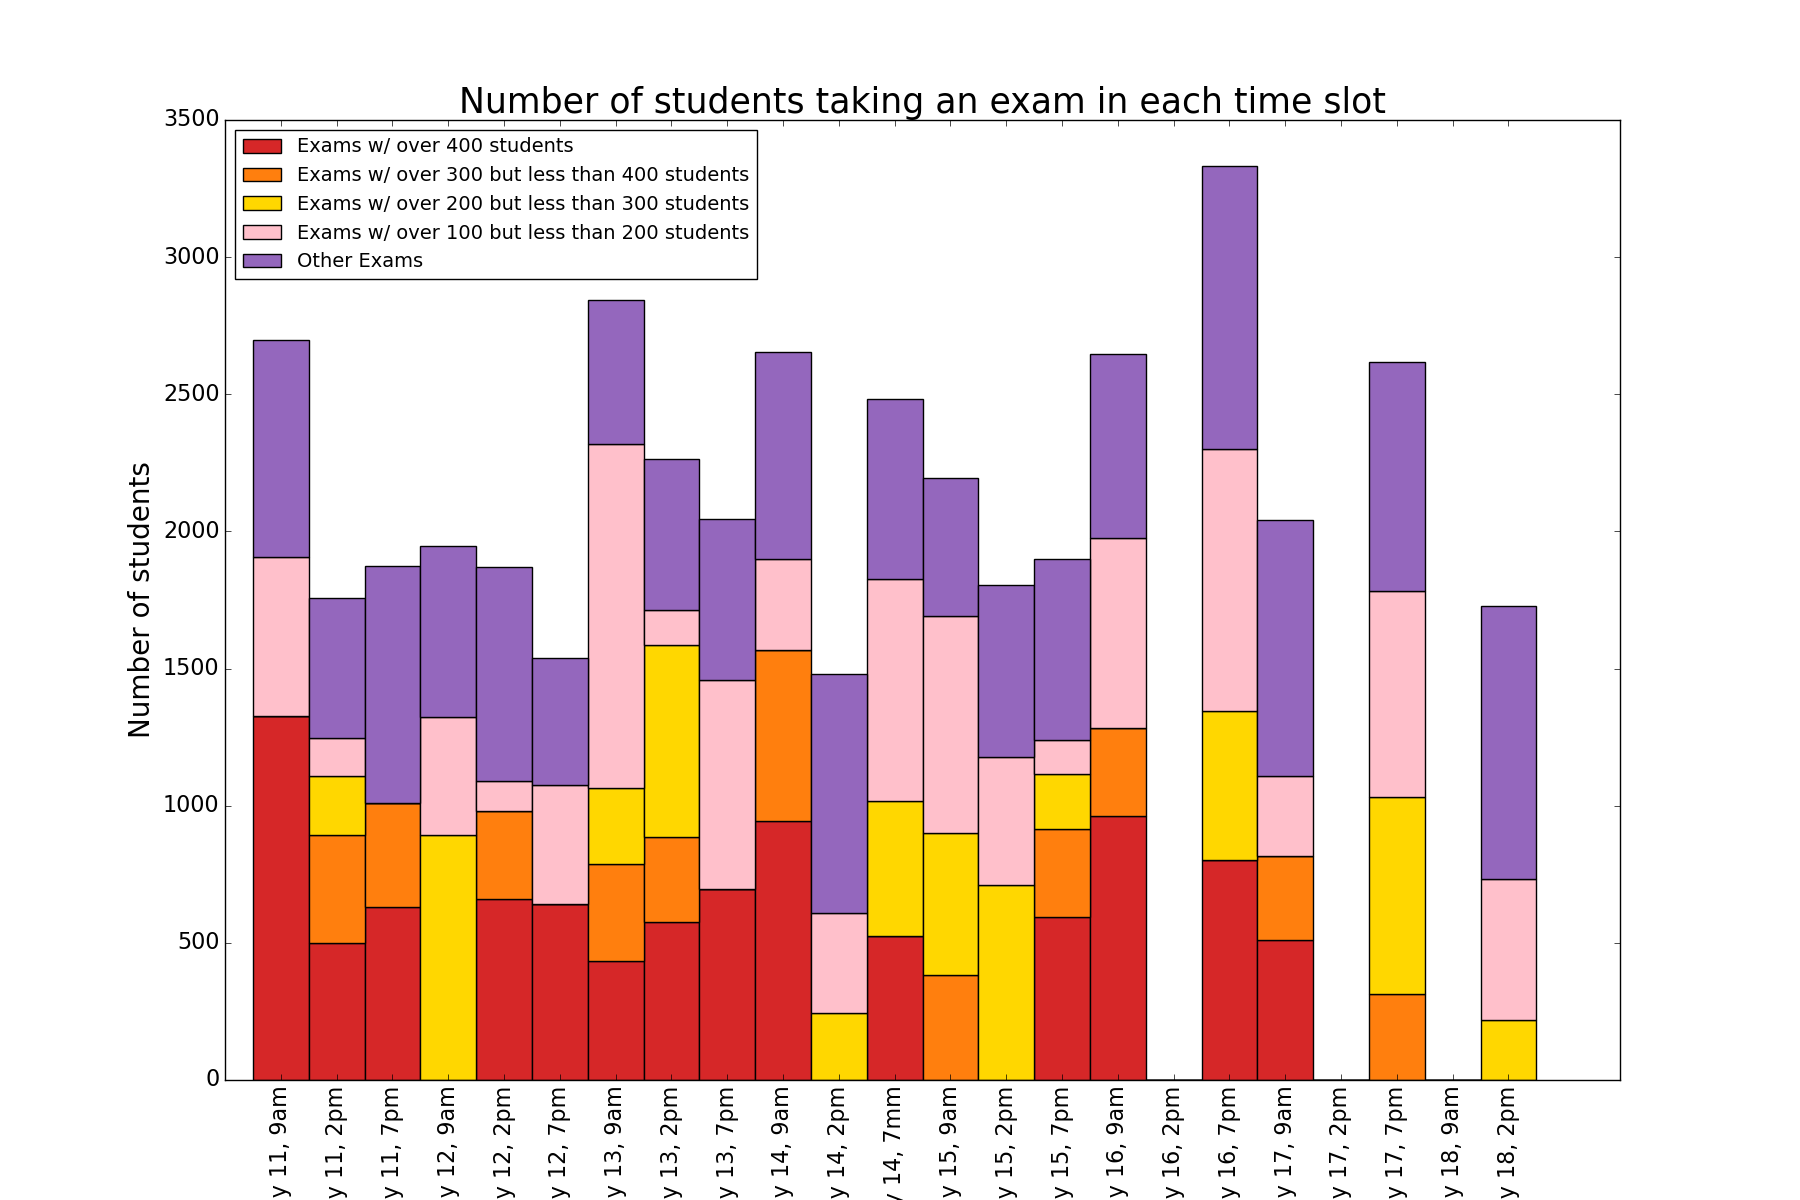 Number of students taking an exam in each time slot
Exams w/ over 400 students
Exams w/ over 300 but less than 400 students
Exams w/ over 200 but less than 300 students
Exams w/ over 100 but less than 200 students
Other Exams
Number of students
3500
3000
2500
2000
1500
1000
500
0
y 11, 9am
y 11, 2pm
y 11, 7pm
y 12, 9am
y 12, 2pm
y 12, 7pm
y 13, 9am
y 13, 2pm
y 13, 7pm
y 14, 9am
y 14, 2pm
y 14, 7mm
y 15, 9am
y 15, 2pm
y 15, 7pm
y 16, 9am
y 16, 2pm
y 16, 7pm
y 17, 9am
y 17, 2pm
y 17, 7pm
y 18, 9am
y 18, 2pm